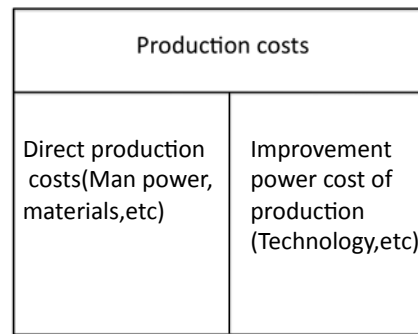 Production costs
Direct production
costs(Man power,
materials,etc)
Improvement
power cost of
production
(Technology,etc)